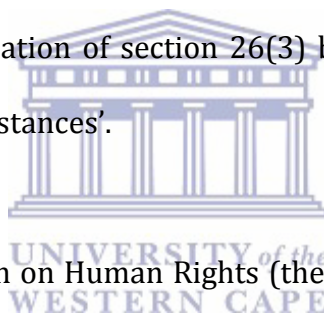 ation of section 26(3) b
stances’.
n on Human Rights (the
UNIVERSITY of the
WESTERN CAPE